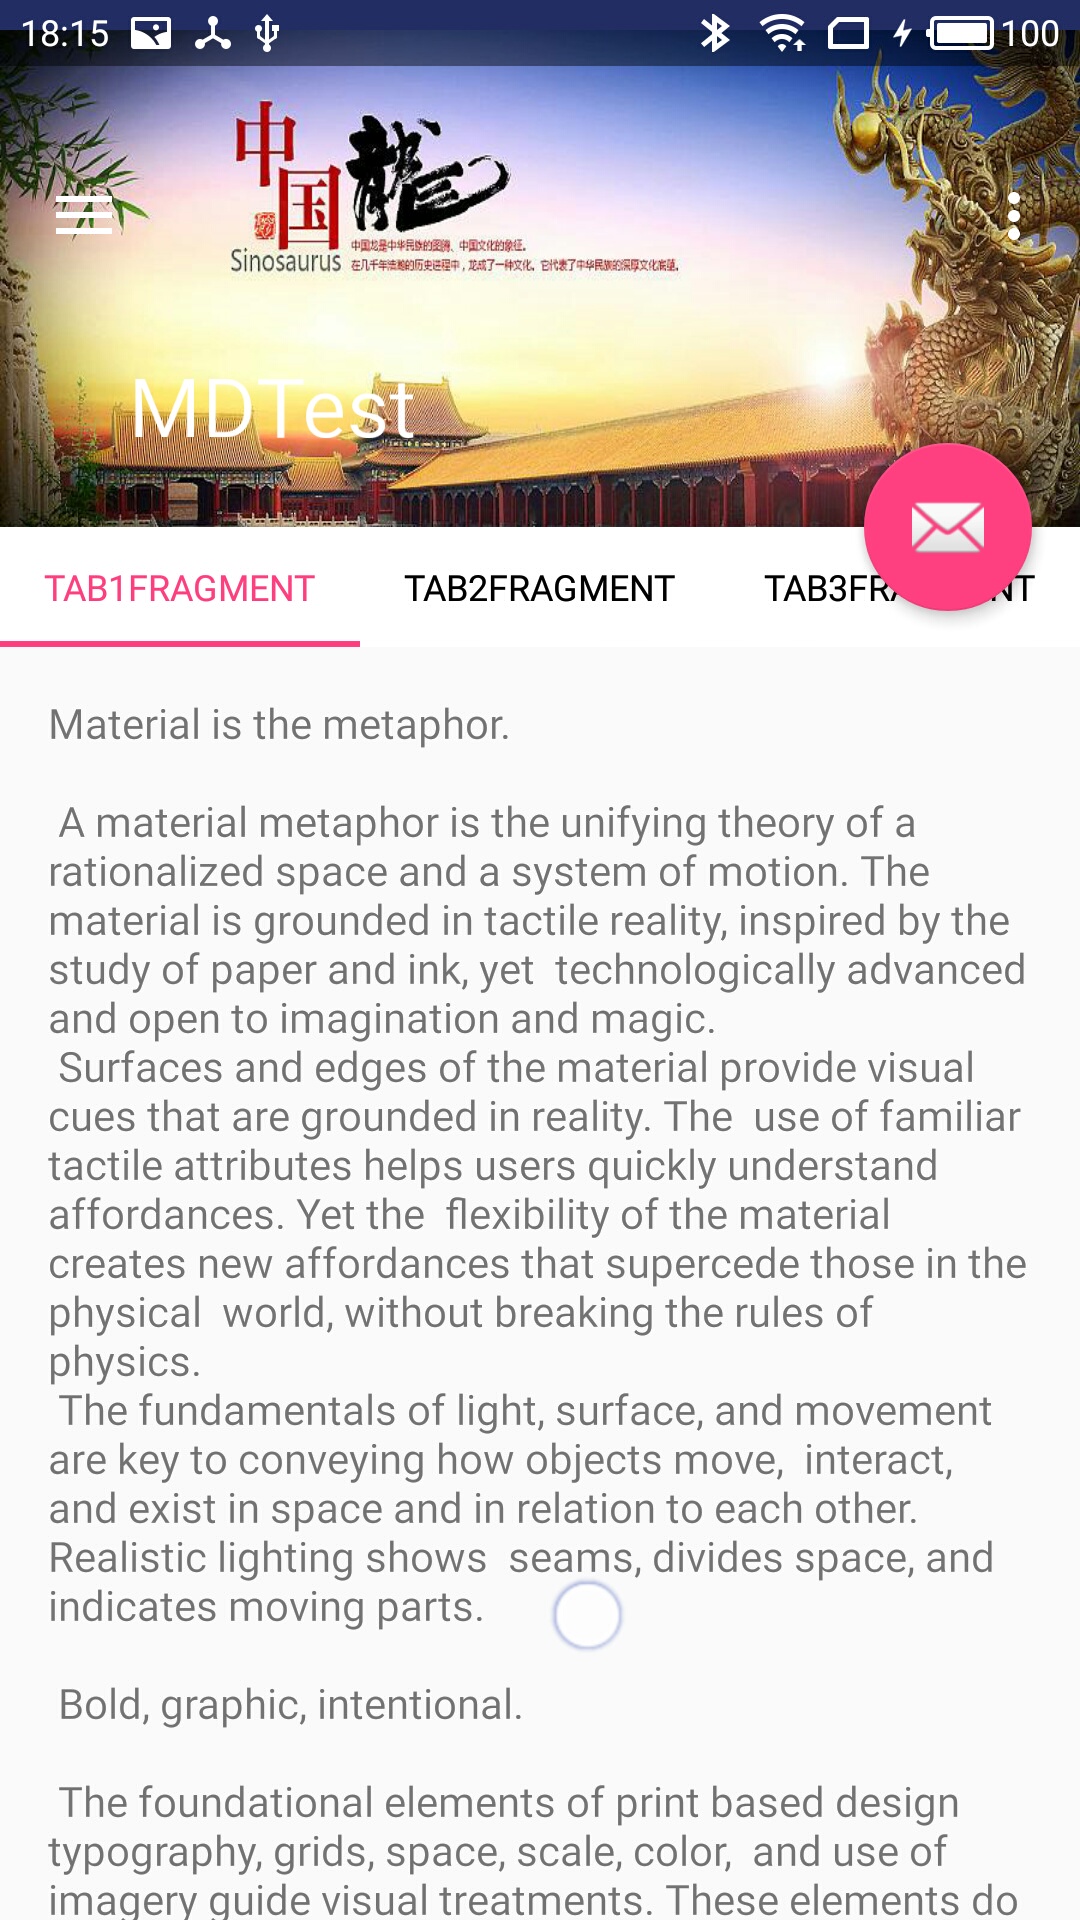 18:15
100
中国龍
Sinosaurus
中国龙是中华民族的图腾、中国文化的象征。
在几千年浩瀚的历史进程中，龙成了一种文化。它代表了中华民族的深厚文化底蕴。
MDTest
TAB1FRAGMENT TAB2FRAGMENT
Material is the metaphor.
A material metaphor is the unifying theory of a
rationalized space and a system of motion. The
material is grounded in tactile reality, inspired by the
study of paper and ink, yet  technologically advanced
and open to imagination and magic.
Surfaces and edges of the material provide visual
cues that are grounded in reality. The  use of familiar
tactile attributes helps users quickly understand
affordances. Yet the  flexibility of the material
creates new affordances that supercede those in the
physical  world, without breaking the rules of
physics.
The fundamentals of light, surface, and movement
are key to conveying how objects move,  interact,
and exist in space and in relation to each other.
Realistic lighting shows  seams, divides space, and
indicates moving parts.
Bold, graphic, intentional.
The foundational elements of print based design
typography, grids, space, scale, color,  and use of
imagery guide visual treatments. These elements do